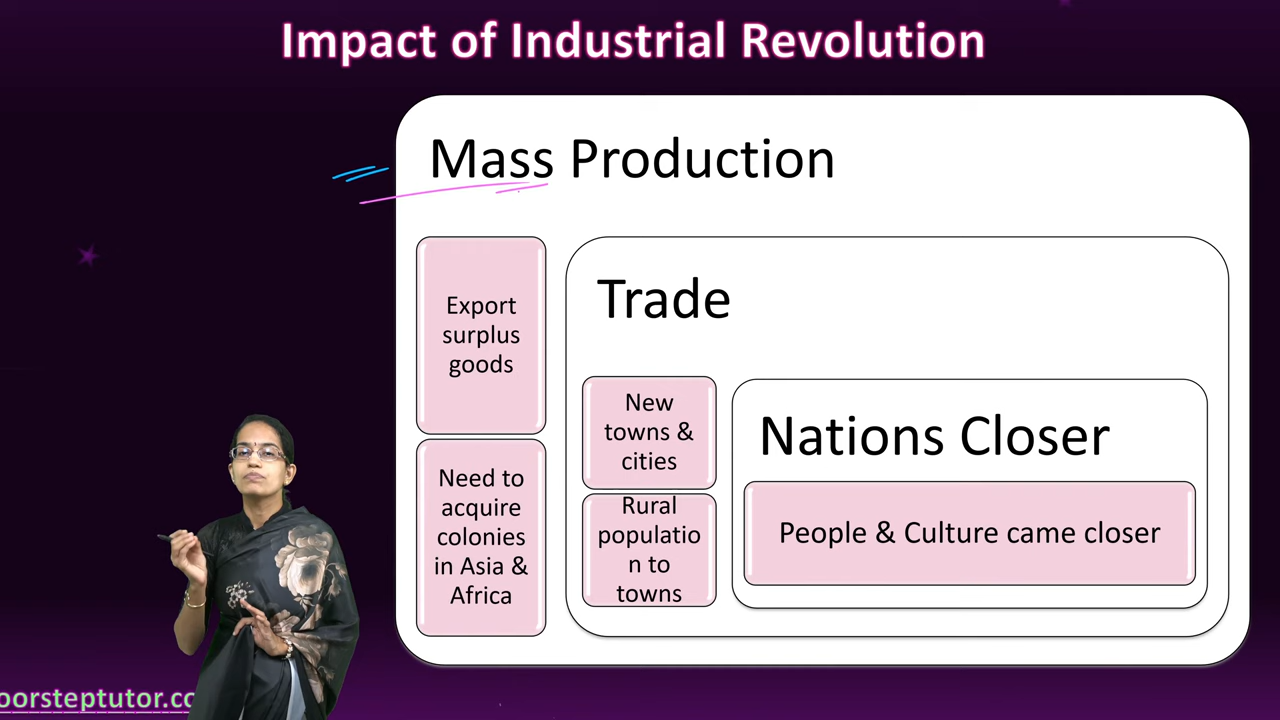 Impact of Industrial Revolution
Mass Production
Export
surplus
goods
Need to
acquire
colonies
in Asia &
Africa
Trade
New
towns &
cities
Rural
populatio
n to
towns
Nations Closer
People & Culture came closer
oorsteptutor.co